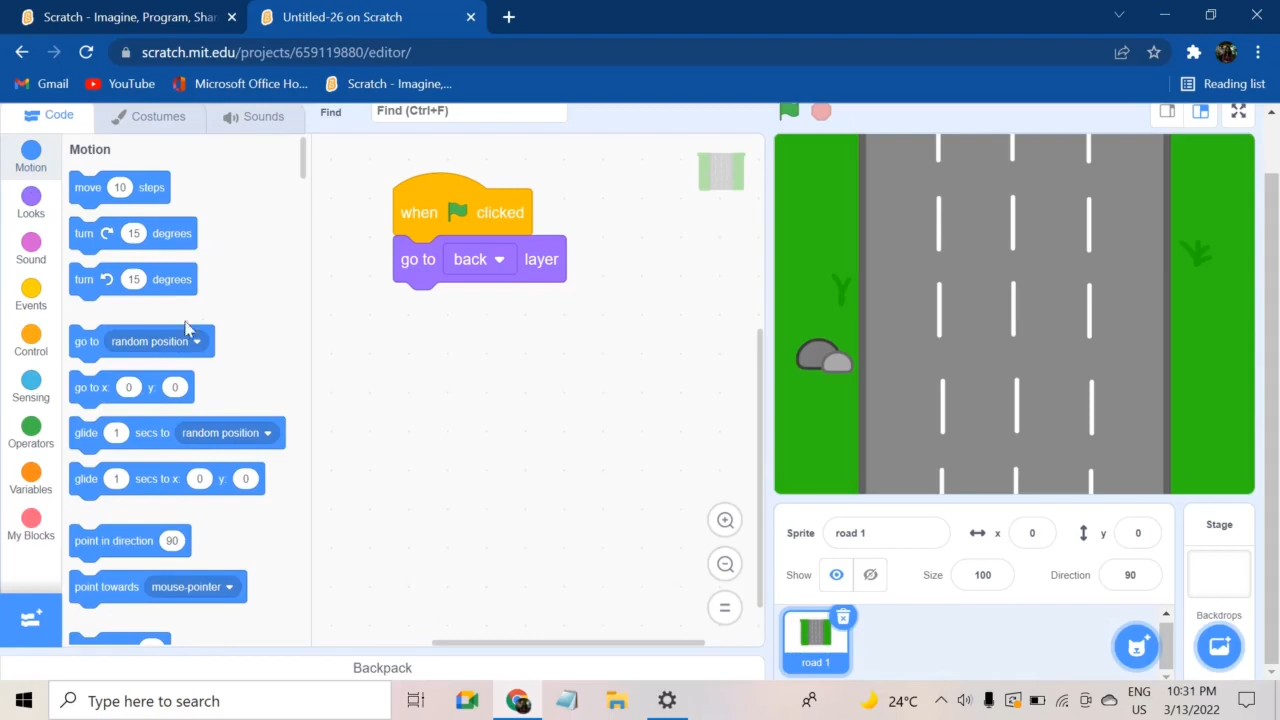 Scratch - Imagine, Program, Shar
Untitled-26 on Scratch
scratch.mit.edu/projects/659119880/editor/
Gmail
YouTube
Microsoft Office Ho...
Scratch - Imagine,...
Reading list
Code
Costumes
Sounds
Find
Find (Ctrl+F)
Motion
Looks
Sound
Events
Control
Sensing
Operators
Variables
My Blocks
Motion
move 10 steps
turn 15 degrees
turn 15 degrees
go to random position
go to x: 0 y: 0
glide 1 secs to random position
glide 1 secs to x: 0 y: 0
point in direction 90
point towards mouse-pointer
when clicked
go to back layer
Backpack
Sprite road 1 x 0 y 0
Show Size 100 Direction 90
road 1
Stage
Backdrops
Type here to search
24°C
ENG
US
10:31 PM
3/13/2022